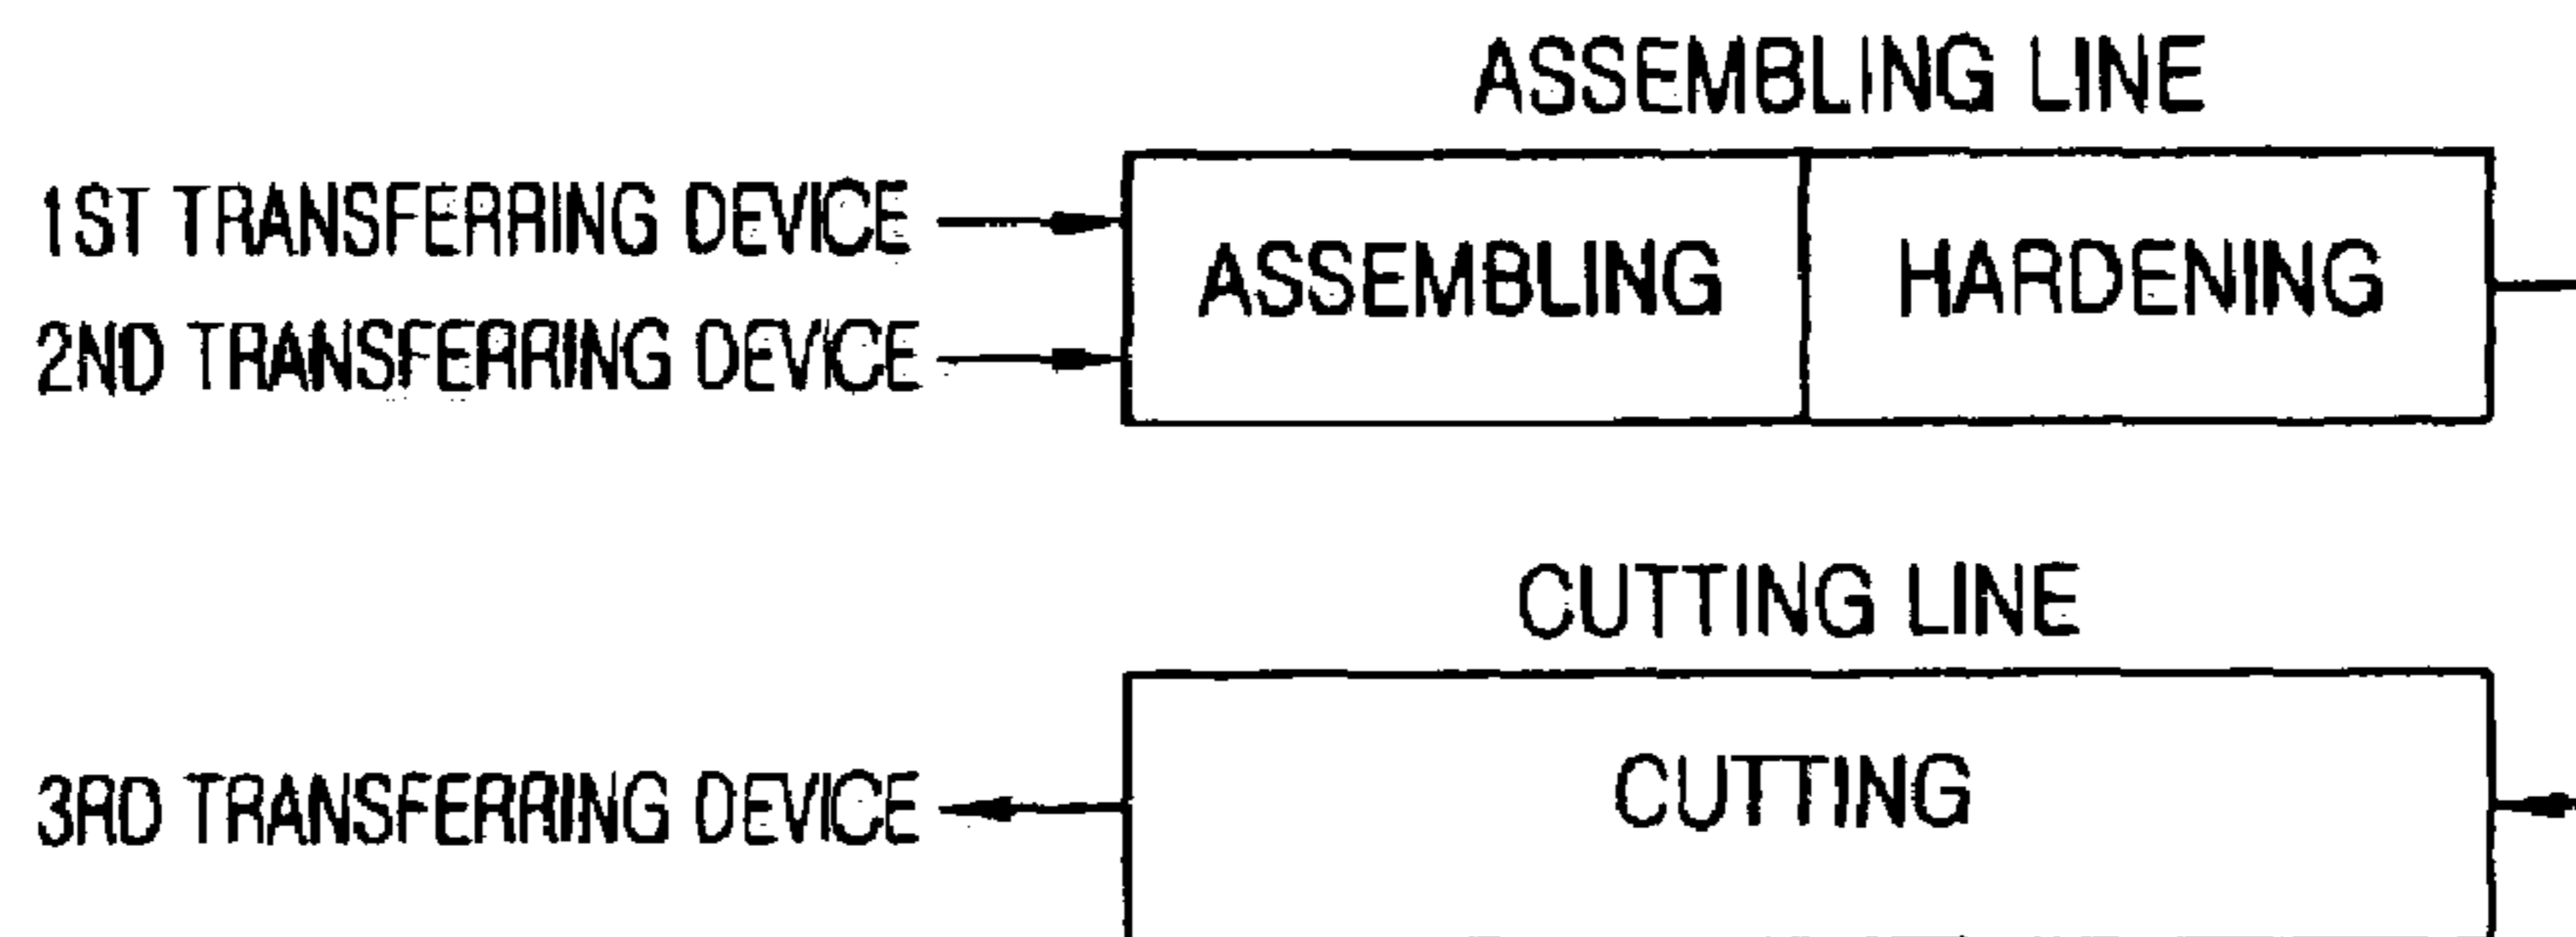 ASSEMBLING LINE
1ST TRANSFERRING DEVICE
ASSEMBLING
HARDENING
2ND TRANSFERRING DEVICE
CUTTING LINE
CUTTING
3RD TRANSFERRING DEVICE